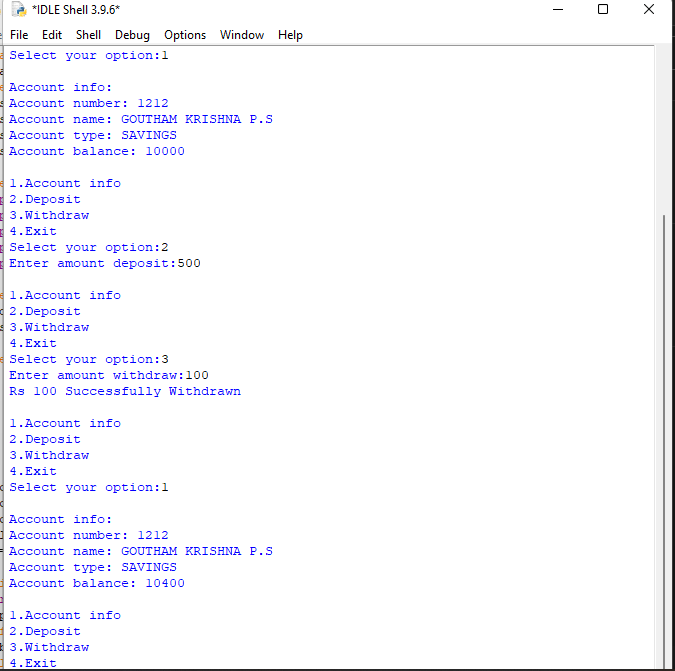 *IDLE Shell 3.9.6*
File Edit Shell Debug Options Window Help
Select your option:1
Account info:
Account number: 1212
Account name: GOUTHAM KRISHNA P.S
Account type: SAVINGS
Account balance: 10000
1.Account info
2.Deposit
3.Withdraw
4.Exit
Select your option:2
Enter amount deposit:500
1.Account info
2.Deposit
3.Withdraw
4.Exit
Select your option:3
Enter amount withdraw:100
Rs 100 Successfully Withdrawn
1.Account info
2.Deposit
3.Withdraw
4.Exit
Select your option:1
Account info:
Account number: 1212
Account name: GOUTHAM KRISHNA P.S
Account type: SAVINGS
Account balance: 10400
1.Account info
2.Deposit
3.Withdraw
4.Exit